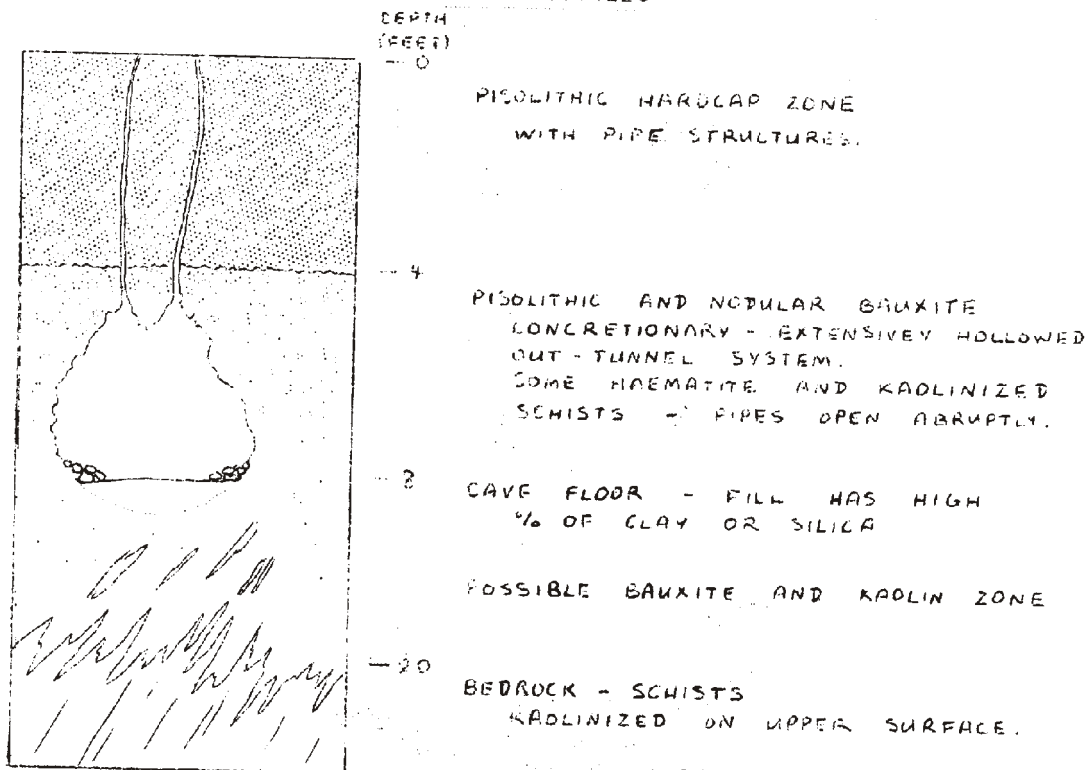 DEPTH
(FEET)
— 0
PISOLITHIC HARDCAP ZONE
WITH PIPE STRUCTURES.
— 4
PISOLITHIC AND NODULAR BAUXITE
CONCRETIONARY - EXTENSIVEY HOLLOWED
OUT - TUNNEL SYSTEM.
SOME HAEMATITE AND KAOLINIZED
SCHISTS - PIPES OPEN ABRUPTLY.
— 8
CAVE FLOOR - FILL HAS HIGH
% OF CLAY OR SILICA
POSSIBLE BAUXITE AND KAOLIN ZONE
— 20
BEDROCK - SCHISTS
KAOLINIZED ON UPPER SURFACE.